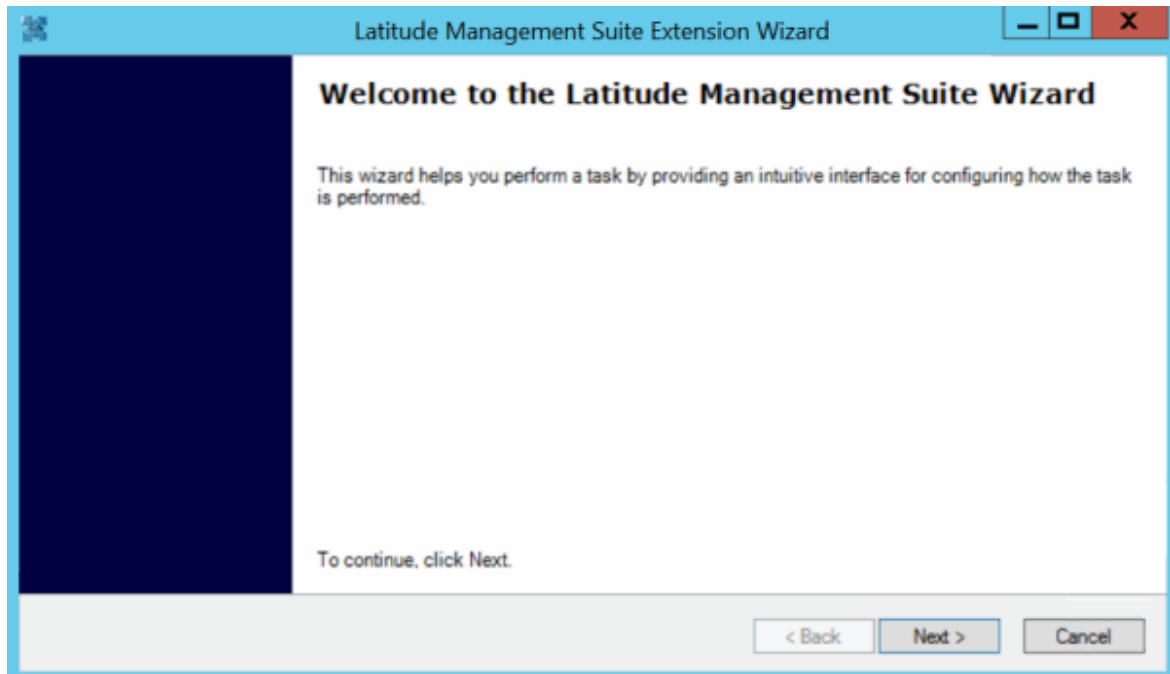 Latitude Management Suite Extension Wizard
Welcome to the Latitude Management Suite Wizard
This wizard helps you perform a task by providing an intuitive interface for configuring how the task
is performed.
To continue, click Next.
< Back Next > Cancel